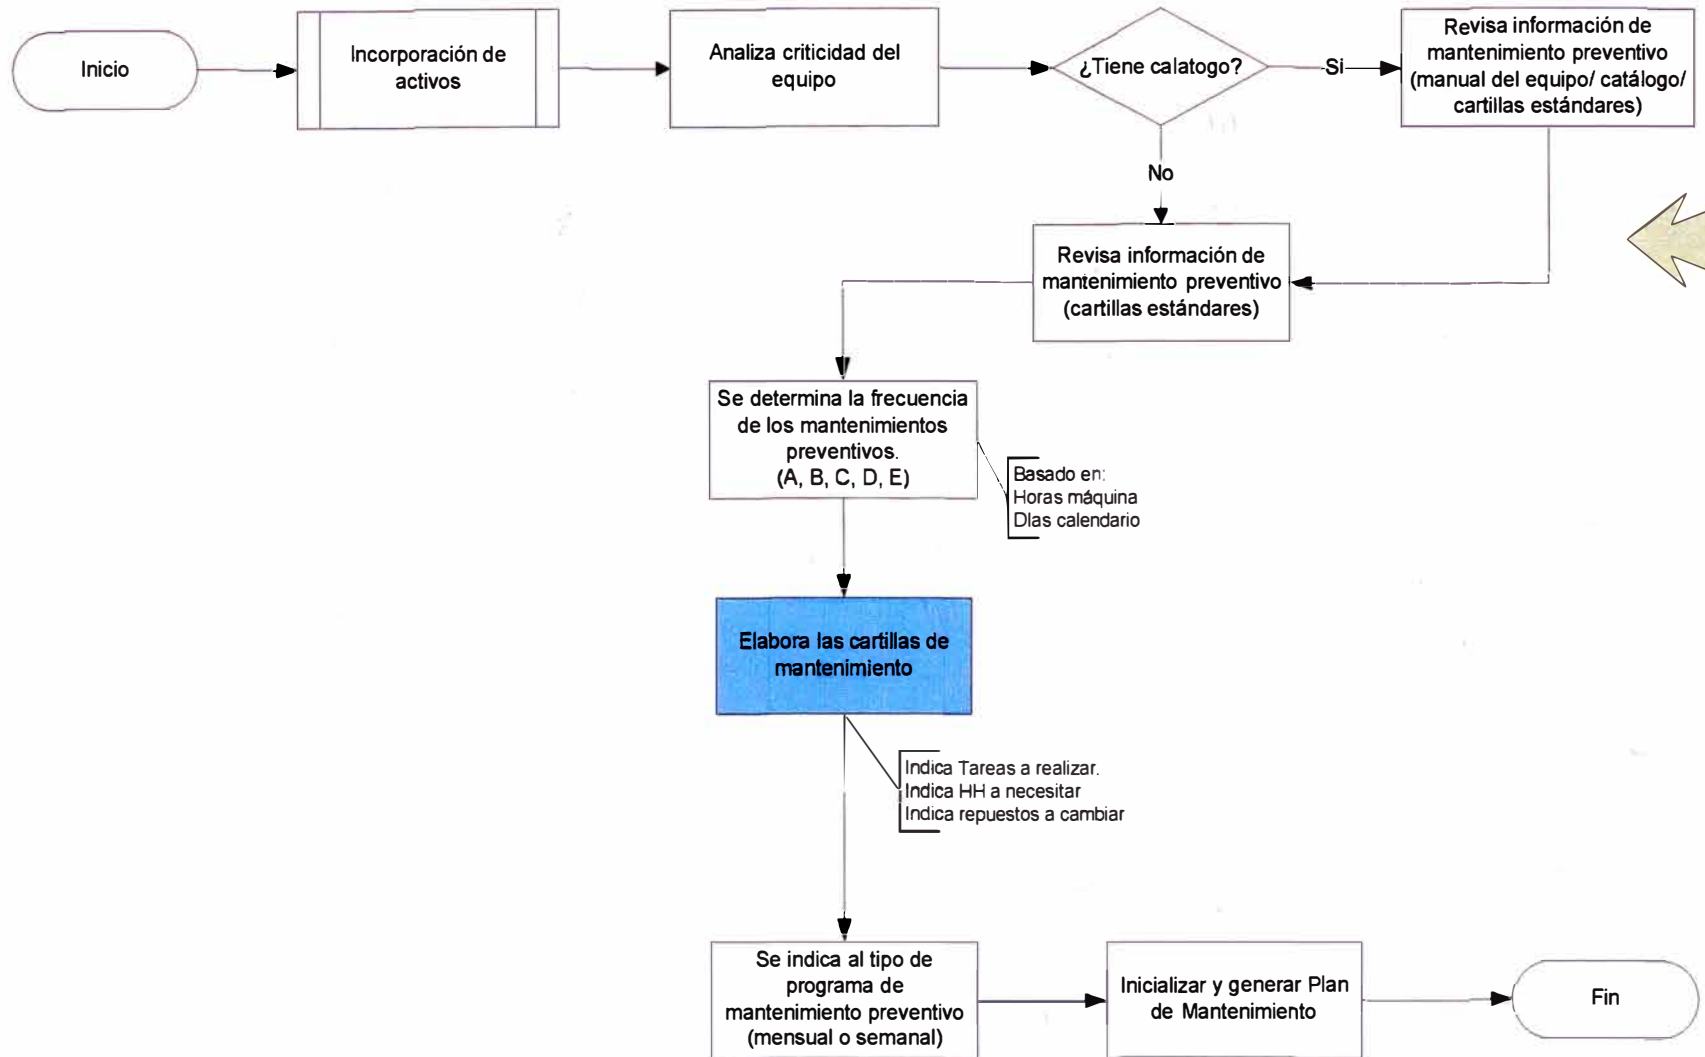 Inicio
Incorporación de
activos
Analiza criticidad del
equipo
¿Tiene calatogo?
Si
Revisa información de
mantenimiento preventivo
(manual del equipo/ catálogo/
cartillas estándares)
No
Revisa información de
mantenimiento preventivo
(cartillas estándares)
Se determina la frecuencia
de los mantenimientos
preventivos.
(A, B, C, D, E)
Basado en:
Horas máquina
DIas calendario
Elabora las cartillas de
mantenimiento
Indica Tareas a realizar.
Indica HH a necesitar
Indica repuestos a cambiar
Se indica al tipo de
programa de
mantenimiento preventivo
(mensual o semanal)
Inicializar y generar Plan
de Mantenimiento
Fin